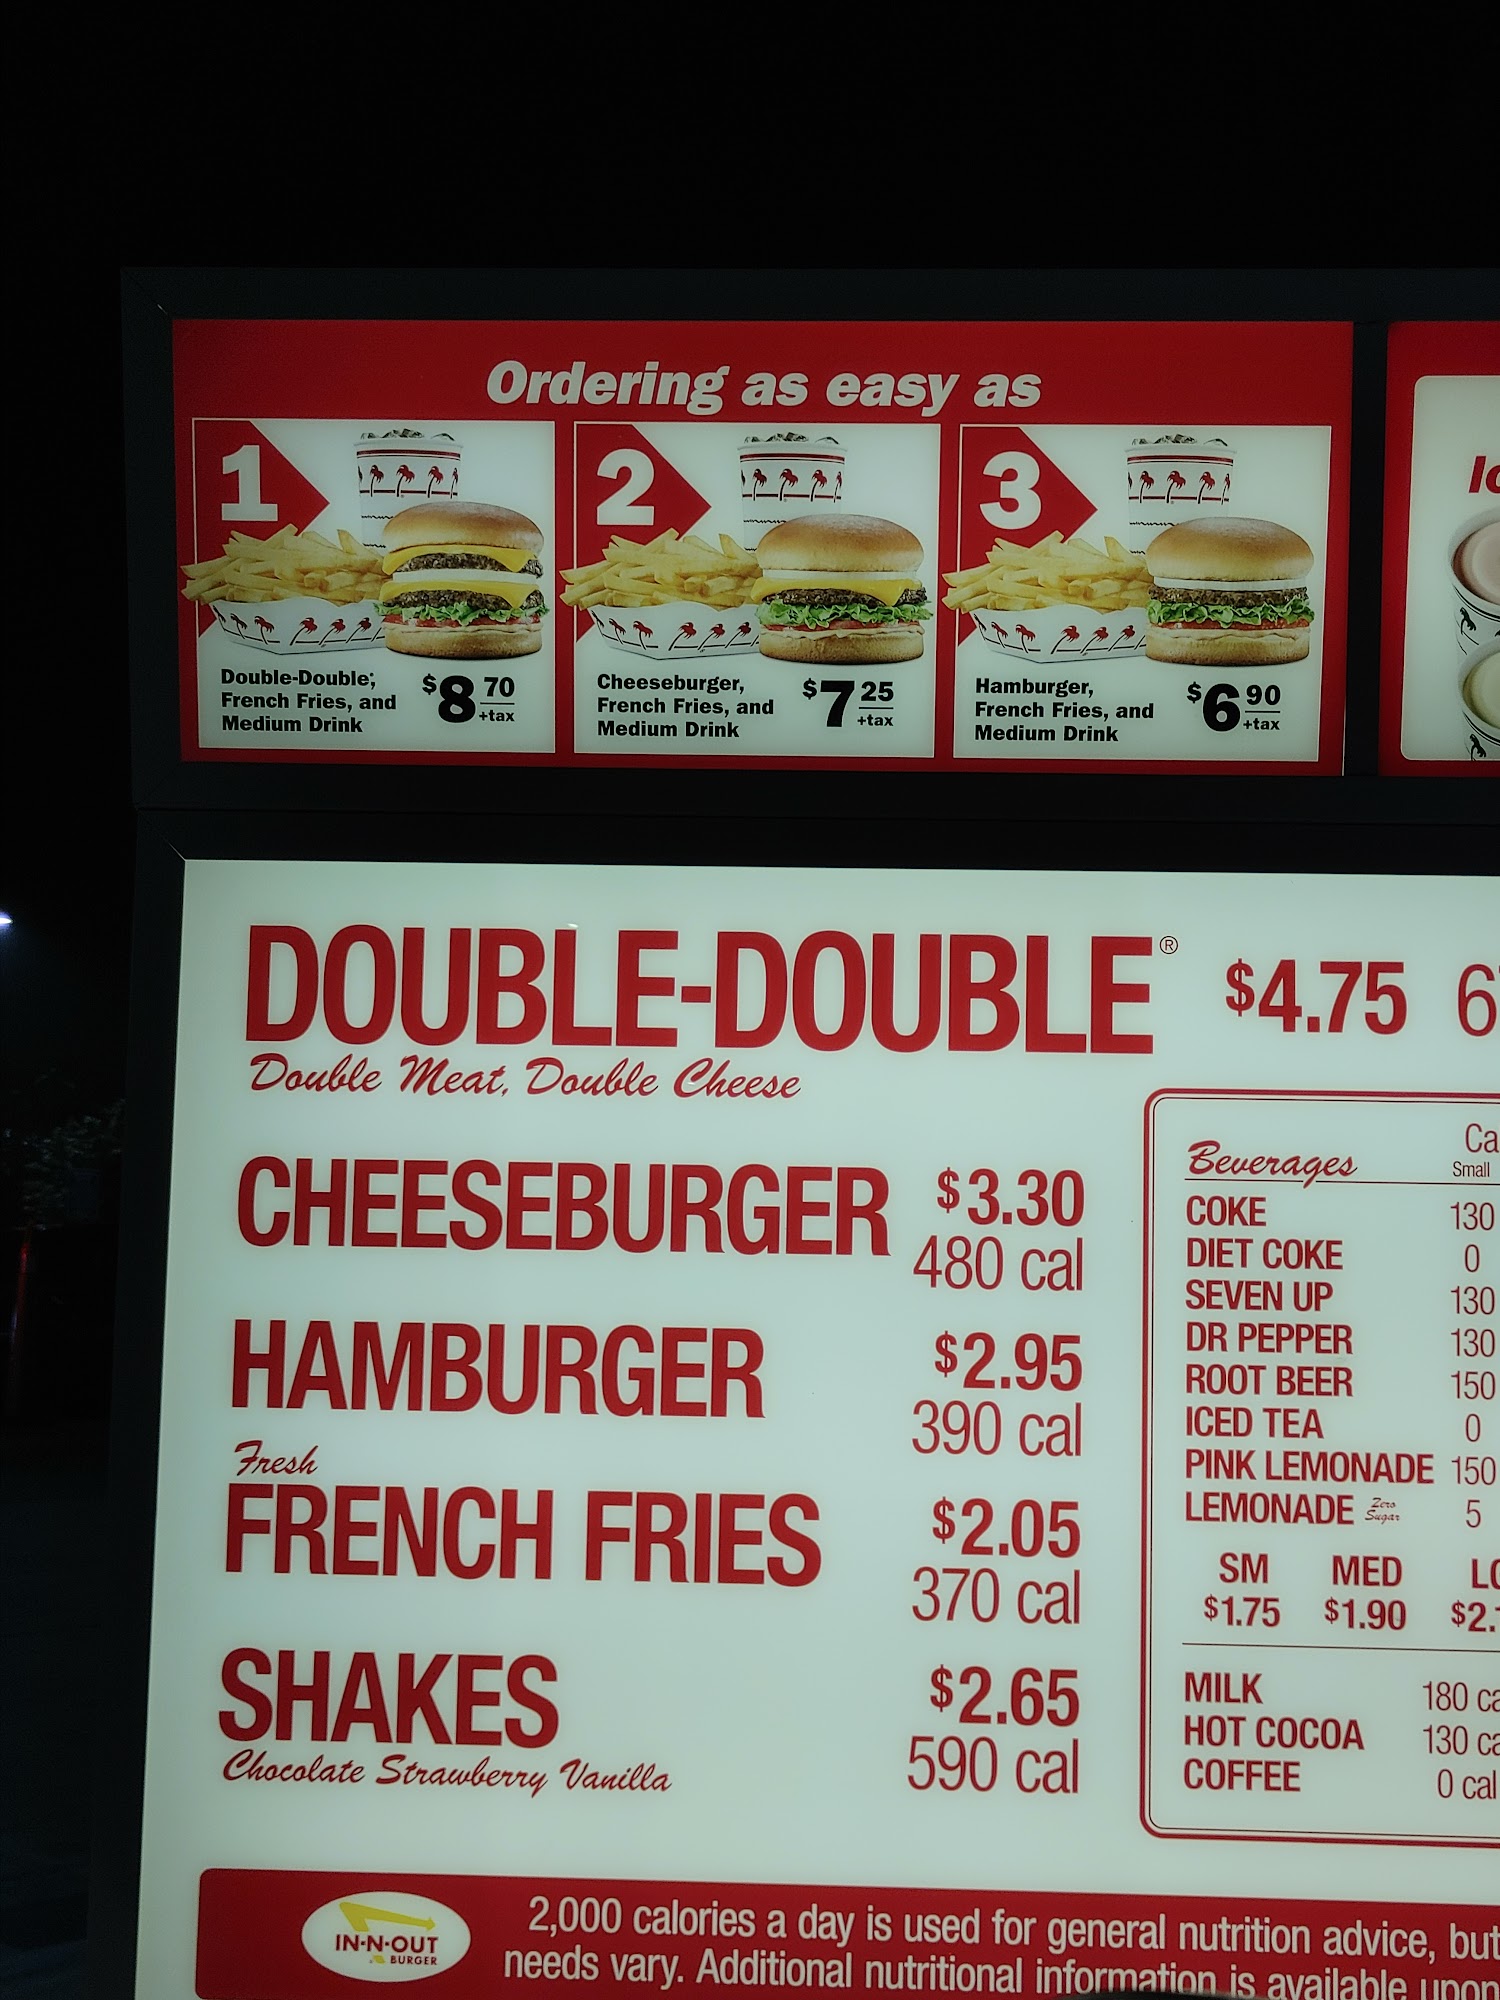 Ordering as easy as
1
Double-Double,
French Fries, and
Medium Drink
$8 70
+tax
2
Cheeseburger,
French Fries, and
Medium Drink
$7 25
+tax
3
Hamburger,
French Fries, and
Medium Drink
$6 90
+tax
DOUBLE-DOUBLE® $4.75
Double Meat, Double Cheese
CHEESEBURGER $3.30
480 cal
HAMBURGER $2.95
390 cal
Fresh
FRENCH FRIES $2.05
370 cal
SHAKES $2.65
Chocolate Strawberry Vanilla 590 cal
Beverages
Small
COKE 130
DIET COKE 0
SEVEN UP 130
DR PEPPER 130
ROOT BEER 150
ICED TEA 0
PINK LEMONADE 150
LEMONADE Zero Sugar 5
SM MED
$1.75 $1.90
MILK 180
HOT COCOA 130
COFFEE 0 cal
IN-N-OUT
BURGER
2,000 calories a day is used for general nutrition advice, but
needs vary. Additional nutritional information is available upon